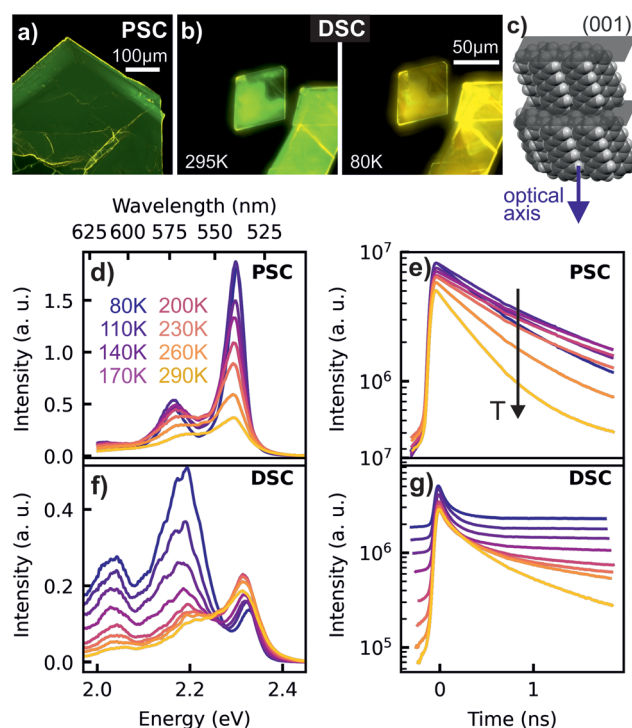 a) PSC
100μm
b) DSC
50μm
295K
80K
c) (001)
optical
axis
Wavelength (nm)
625 600 575 550 525
d) PSC
80K 200K
110K 230K
140K 260K
170K 290K
Intensity (a. u.)
1.5
1.0
0.5
0.0
e) PSC
Intensity (a. u.)
10⁷
10⁶
10⁷
T
f) DSC
Intensity (a. u.)
0.4
0.2
0.0
2.0 2.2 2.4
Energy (eV)
g) DSC
Intensity (a. u.)
10⁶
10⁵
0 1
Time (ns)